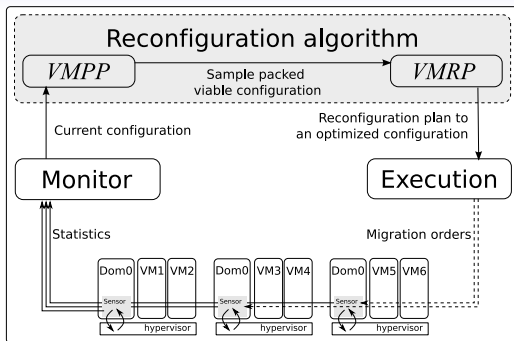 Reconfiguration algorithm
VMPP
VMRP
Sample packed
viable configuration
Current configuration
Reconfiguration plan to
an optimized configuration
Monitor
Execution
Statistics
Migration orders
Dom0 VM1 VM2
Dom0 VM3 VM4
Dom0 VM5 VM6
Sensor
Sensor
Sensor
hypervisor
hypervisor
hypervisor